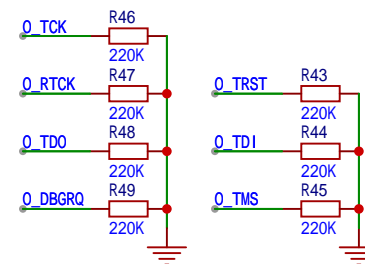 R46
O_TCK
220K
R47
O_RTCK
220K
R48
O_TDO
220K
R49
O_DBGRQ
220K
R43
O_TRST
220K
R44
O_TDI
220K
R45
O_TMS
220K